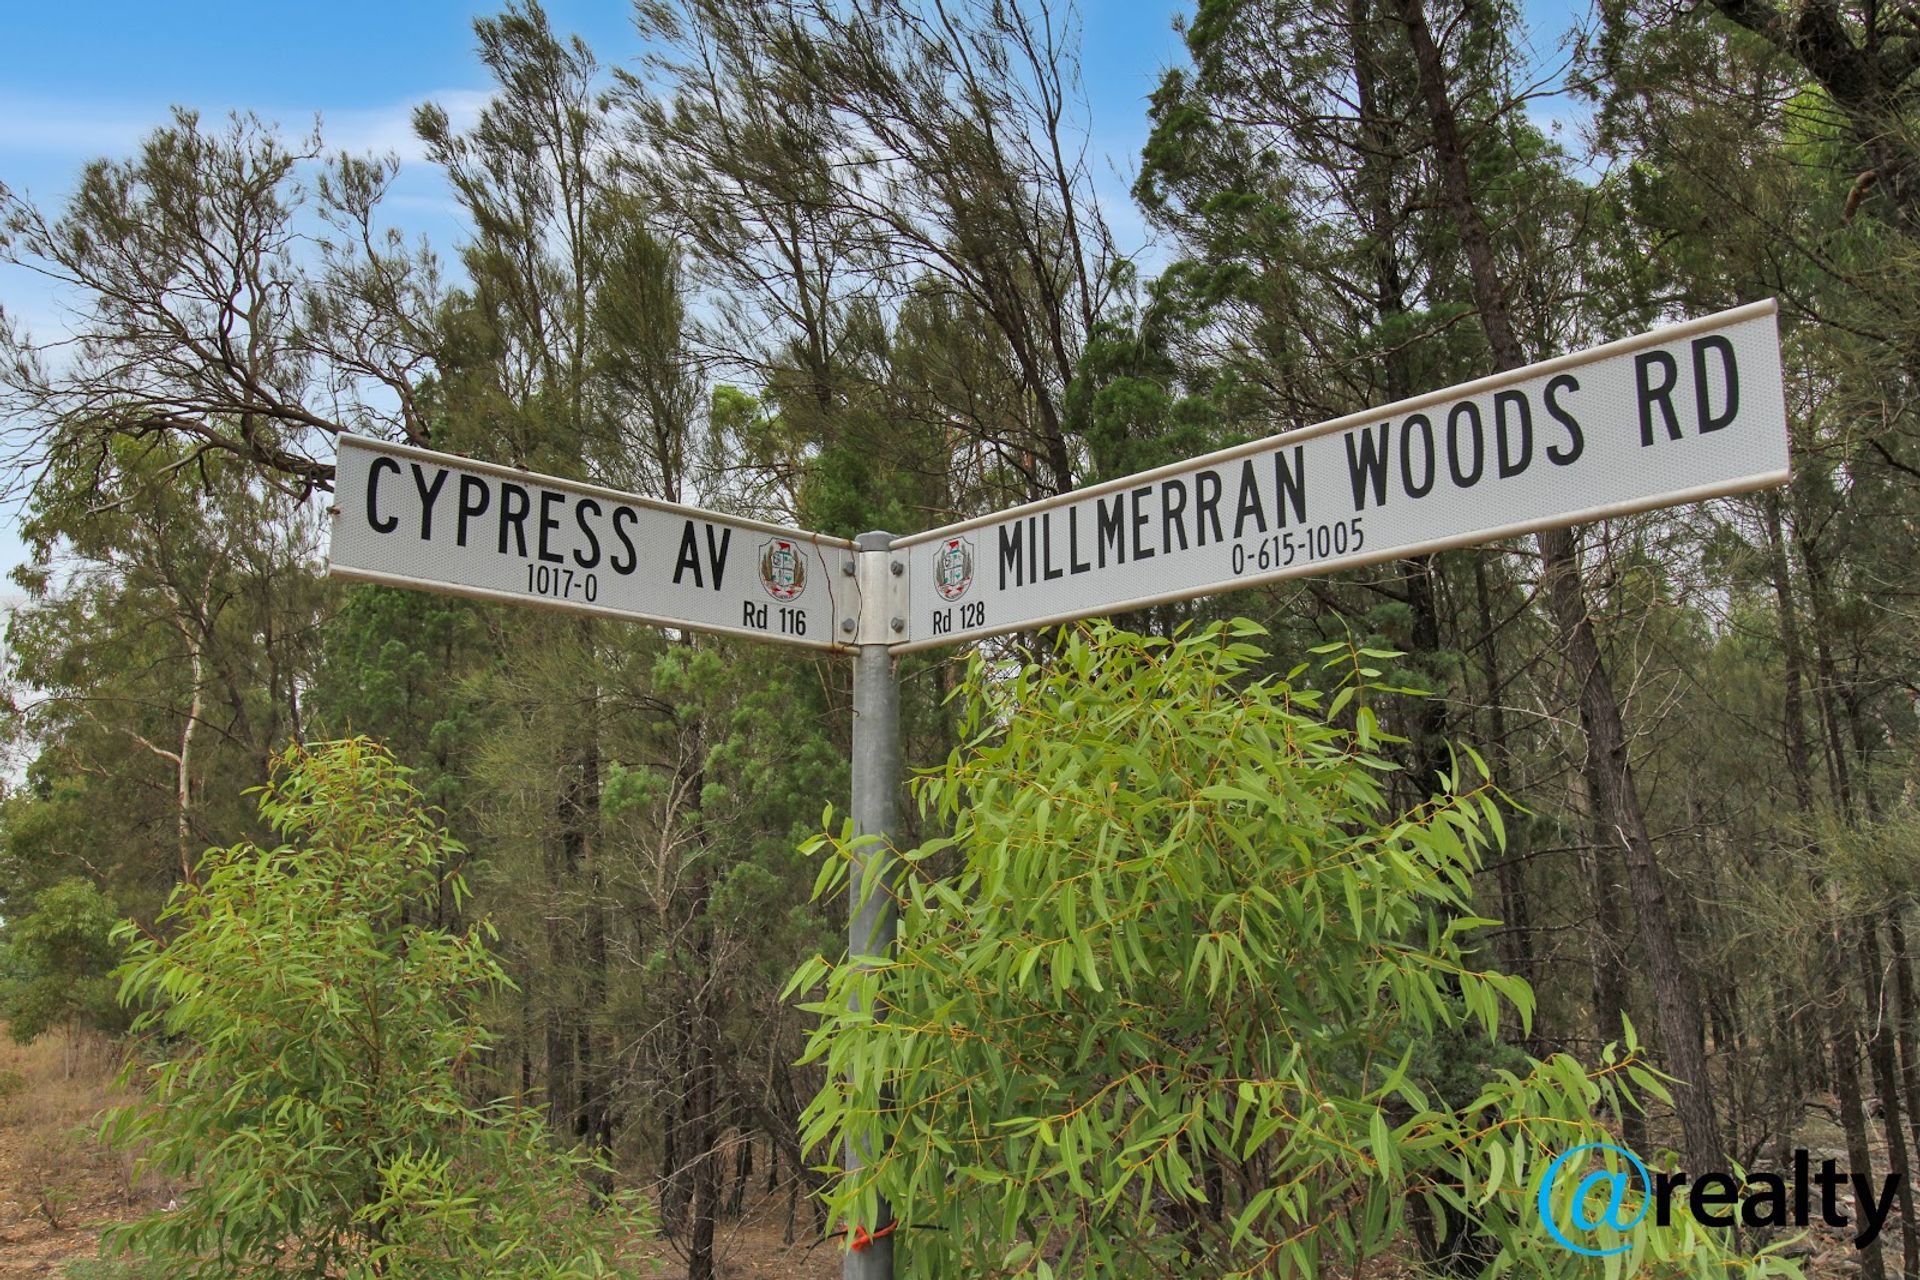 CYPRESS AV
1017-0
Rd 116
MILLMERRAN WOODS RD
0-615-1005
Rd 128
@realty